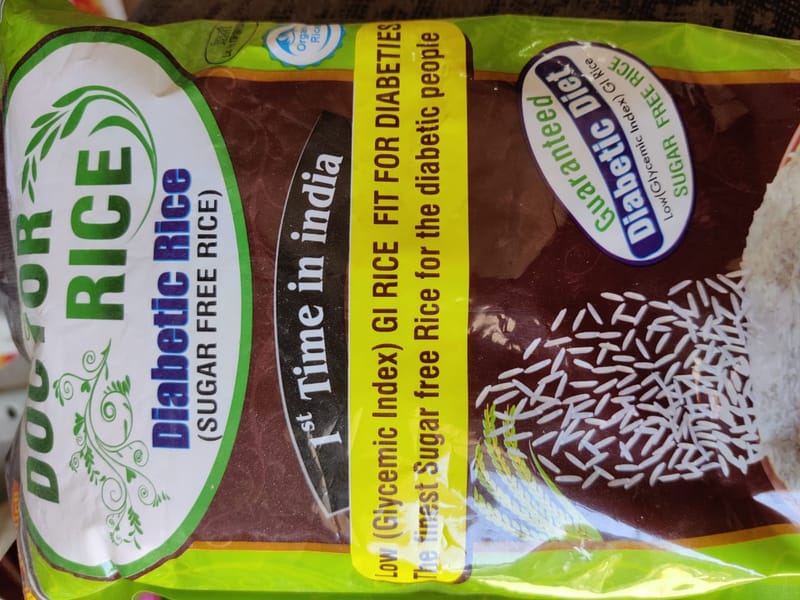 DOCTOR
RICE
Diabetic Rice
(SUGAR FREE RICE)
Organic
Rice
1st Time in india
Low (Glycemic Index) GI RICE FIT FOR DIABETIES
The finest Sugar free Rice for the diabetic people
Guaranteed
Diabetic Diet
Low(Glycemic Index) GI Rice
SUGAR FREE RICE